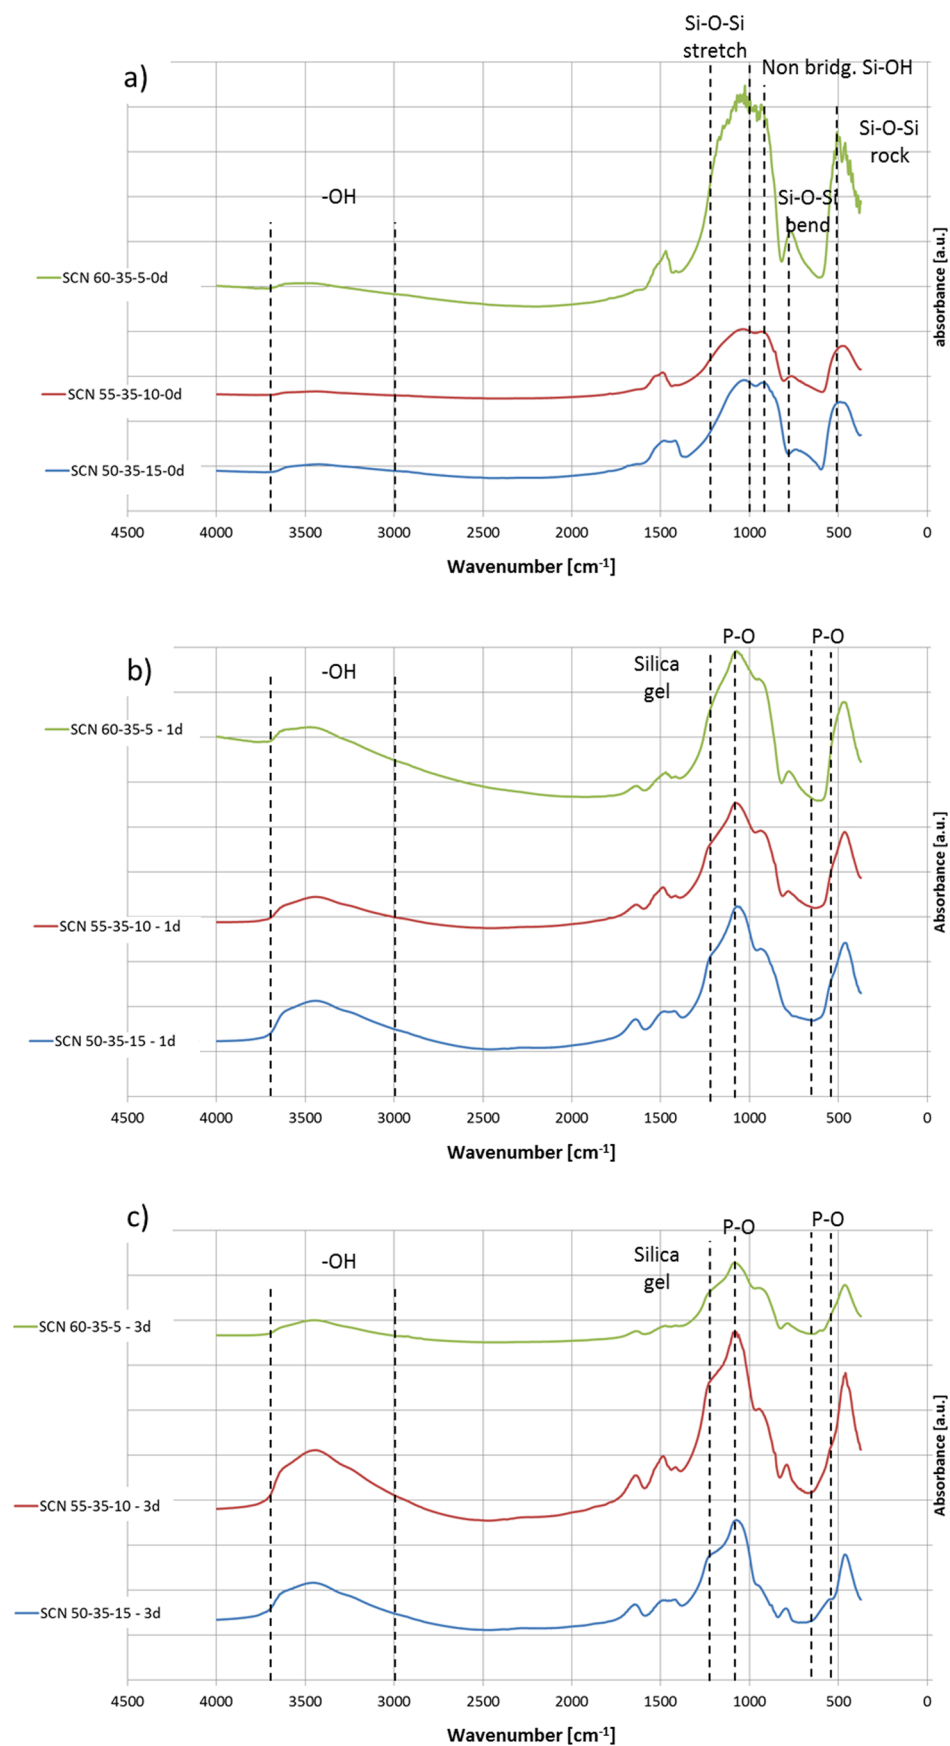 a)
Si-O-Si
stretch
Non bridg. Si-OH
Si-O-Si
rock
-OH
Si-O-Si
bend
SCN 60-35-5-0d
SCN 55-35-10-0d
SCN 50-35-15-0d
absorbance [a.u.]
4500 4000 3500 3000 2500 2000 1500 1000 500 0
Wavenumber [cm-1]
b)
-OH
Silica
gel
P-O
P-O
SCN 60-35-5 - 1d
SCN 55-35-10 - 1d
SCN 50-35-15 - 1d
Absorbance [a.u.]
4500 4000 3500 3000 2500 2000 1500 1000 500 0
Wavenumber [cm-1]
c)
-OH
Silica
gel
P-O
P-O
SCN 60-35-5 - 3d
SCN 55-35-10 - 3d
SCN 50-35-15 - 3d
Absorbance [a.u.]
4500 4000 3500 3000 2500 2000 1500 1000 500 0
Wavenumber [cm-1]